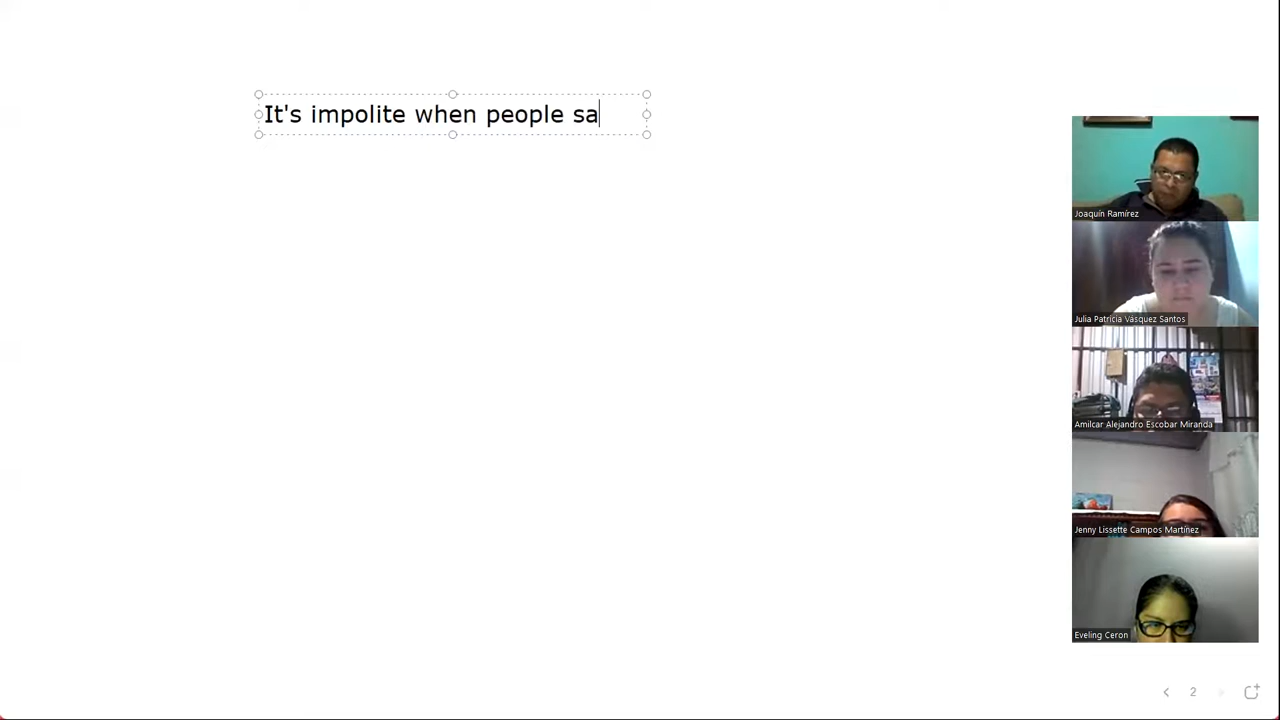 It's impolite when people sa
Joaquín Ramírez
Julia Patricia Vásquez Santos
Amilcar Alejandro Escobar Miranda
Jenny Lissette Campos Martínez
Eveling Ceron
2